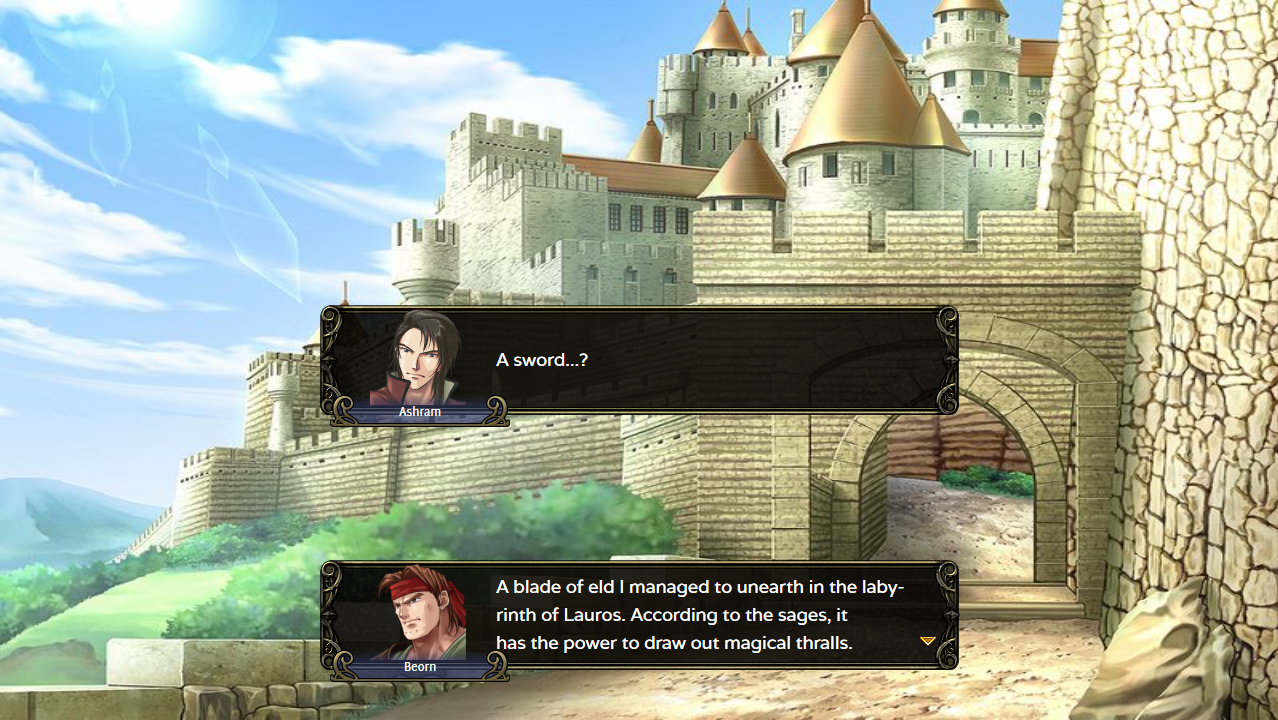 A sword...?
Ashram
A blade of eld I managed to unearth in the laby-
rinth of Lauros. According to the sages, it
has the power to draw out magical thralls.
Beorn